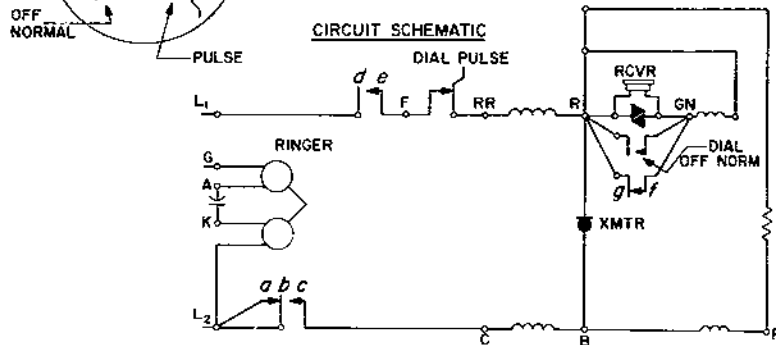 OFF
NORMAL
PULSE
CIRCUIT SCHEMATIC
DIAL PULSE
d e
RCVR
L1
F
RR
R
GN
G
RINGER
DIAL
OFF NORM
A
g f
K
XMTR
a b c
L2
C
B